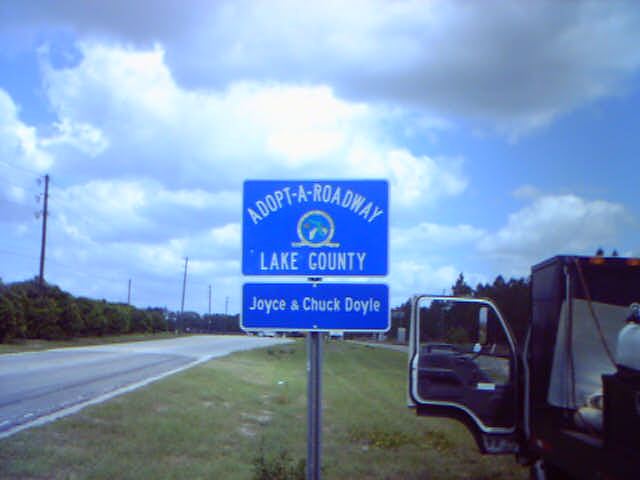 ADOPT-A-ROADWAY
LAKE COUNTY
Joyce & Chuck Doyle